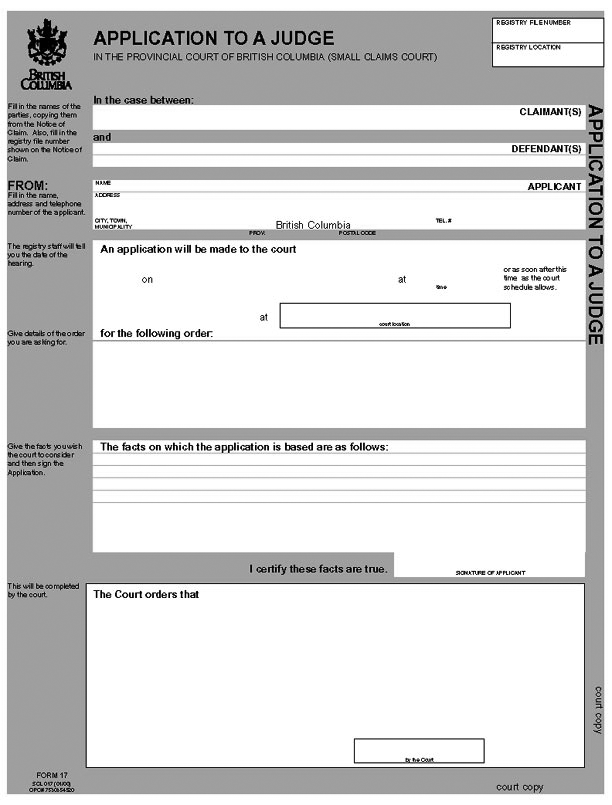 REGISTRY FILE NUMBER
APPLICATION TO A JUDGE
REGISTRY LOCATION
IN THE PROVINCIAL COURT OF BRITISH COLUMBIA (SMALL CLAIMS COURT)
BRITISH
COLUMBIA
In the case between:
Fill in the names of the
parties, copying them
from the Notice of
Claim. Also, fill in the
registry file number
shown on the Notice of
Claim.
CLAIMANT(S)
and
DEFENDANT(S)
FROM:
Fill in the name,
address and telephone
number of the applicant.
NAME
APPLICANT
ADDRESS
CITY, TOWN,
MUNICIPALITY
British Columbia
TEL. #
PROV.
POSTAL CODE
APPLICATION TO A JUDGE
The registry staff will tell
you the date of the
hearing.
An application will be made to the court
on
at
time
or as soon after this
time as the court
schedule allows.
at
court location
Give details of the order
you are asking for.
for the following order:
Give the facts you wish
the court to consider
and then sign the
Application.
The facts on which the application is based are as follows:
I certify these facts are true.
SIGNATURE OF APPLICANT
This will be completed
by the court.
The Court orders that
By the Court
court copy
FORM 17
SCL 017 (01/00)
court copy